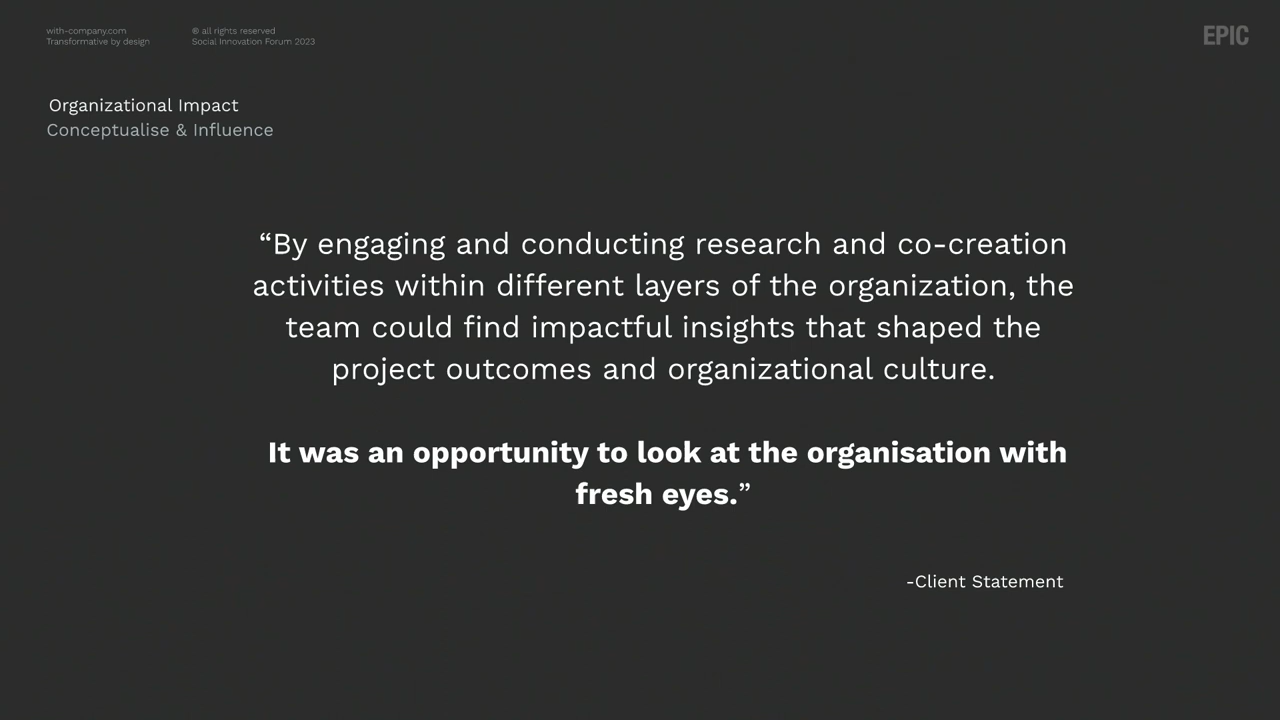 with-company.com
Transformative by design
® all rights reserved
Social Innovation Forum 2023
EPIC
Organizational Impact
Conceptualise & Influence
“By engaging and conducting research and co-creation
activities within different layers of the organization, the
team could find impactful insights that shaped the
project outcomes and organizational culture.
It was an opportunity to look at the organisation with
fresh eyes.”
-Client Statement